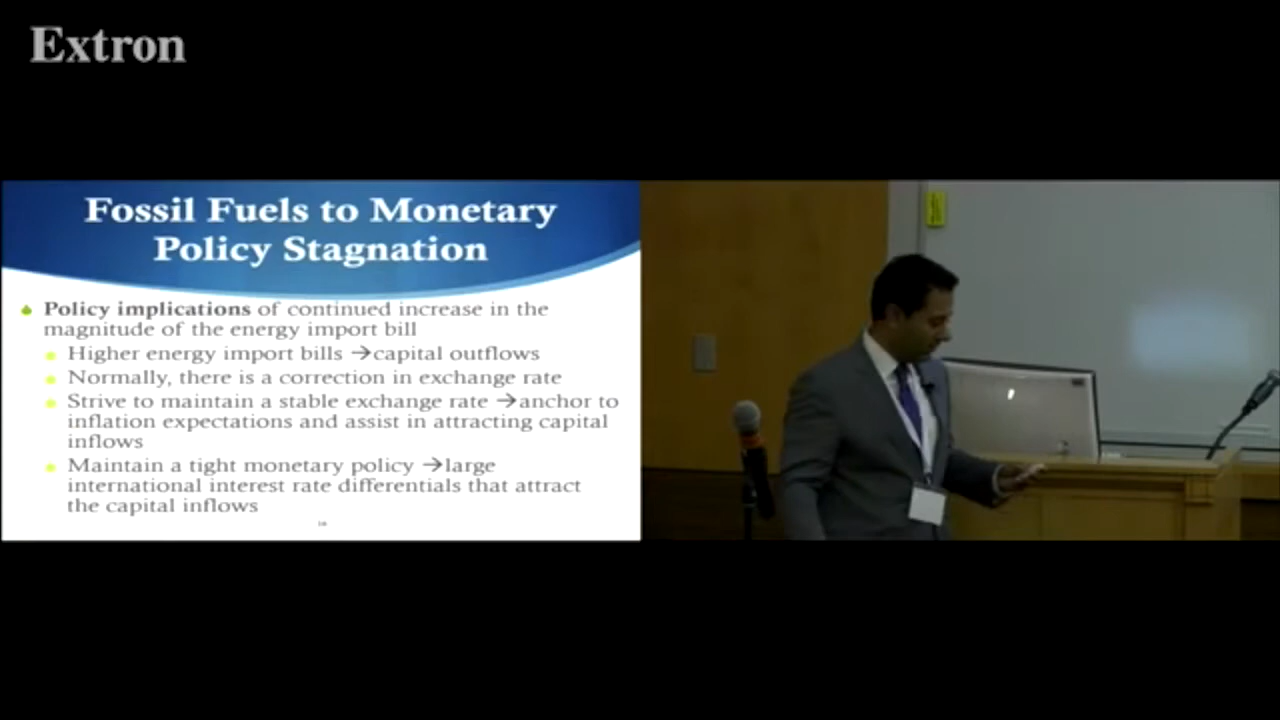 Extron
Fossil Fuels to Monetary
Policy Stagnation
Policy implications of continued increase in the
magnitude of the energy import bill
Higher energy import bills →capital outflows
Normally, there is a correction in exchange rate
Strive to maintain a stable exchange rate →anchor to
inflation expectations and assist in attracting capital
inflows
Maintain a tight monetary policy →large
international interest rate differentials that attract
the capital inflows